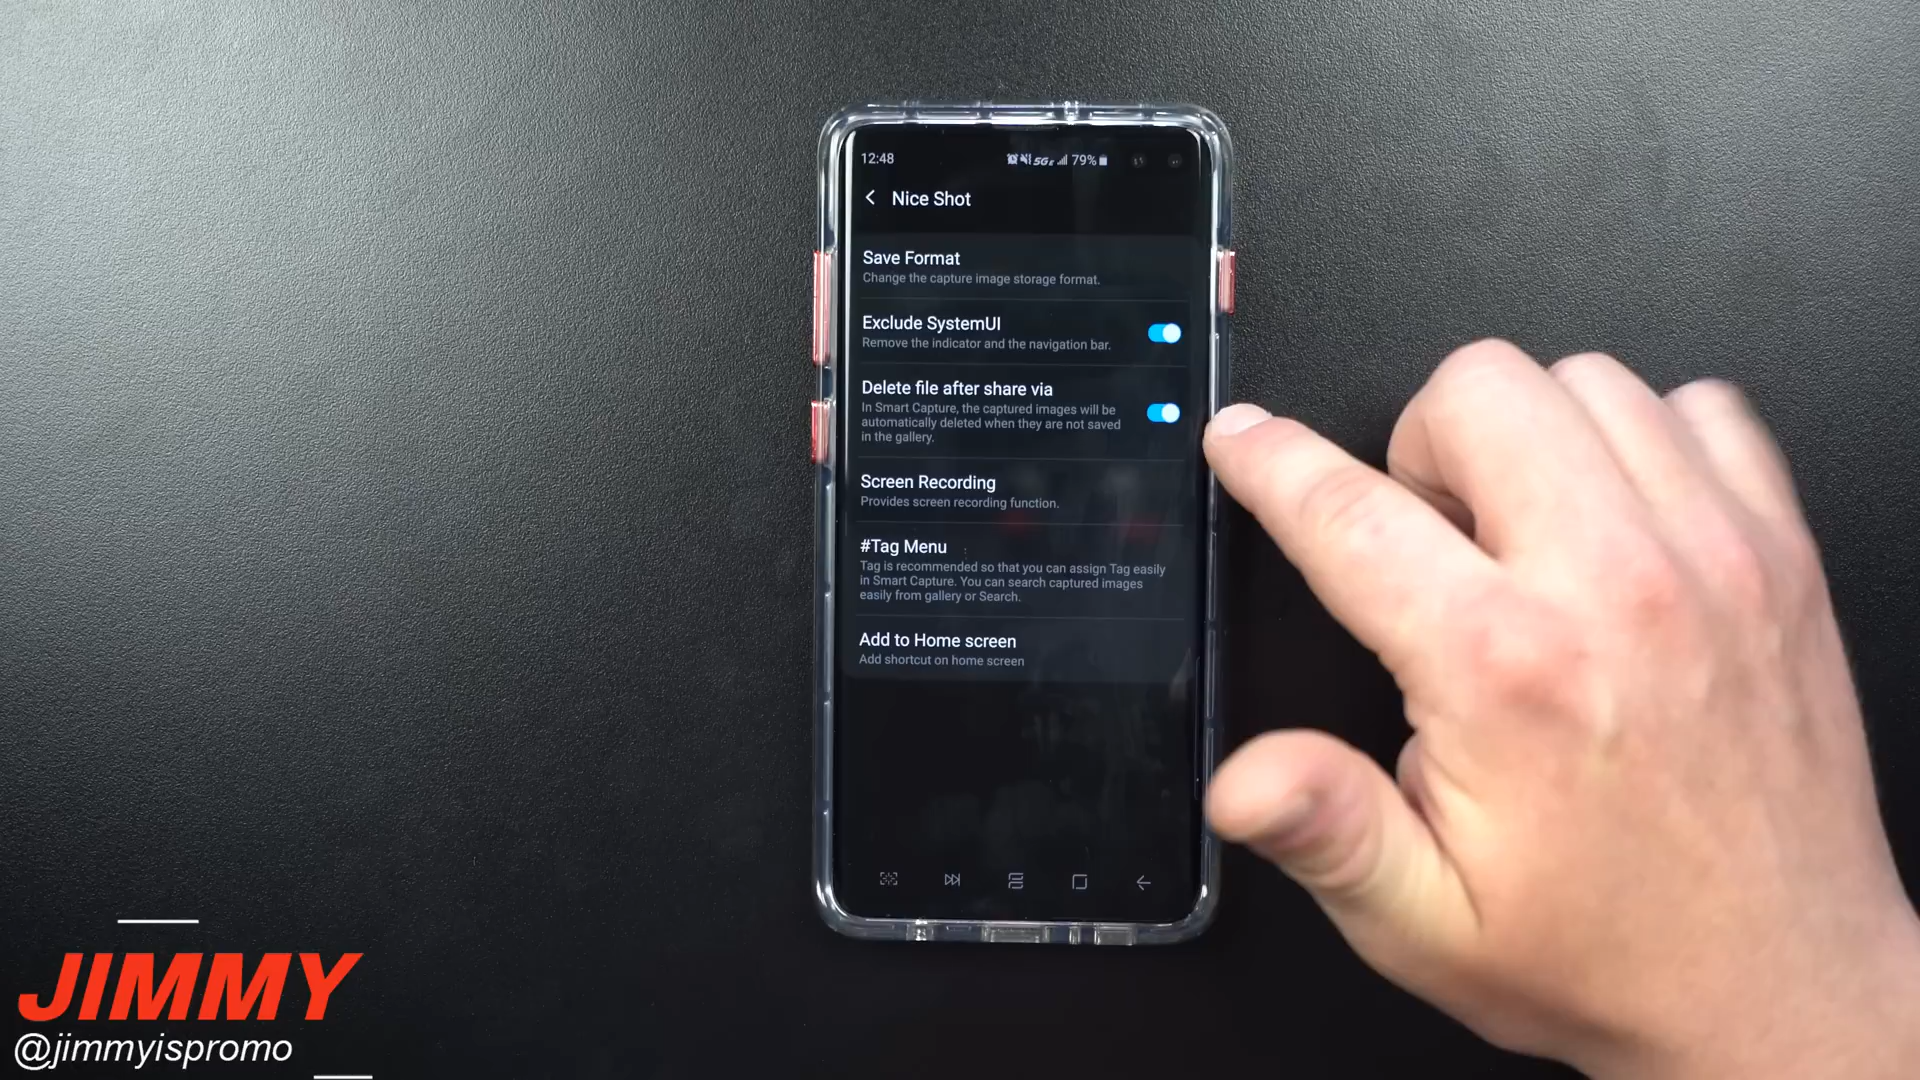 12:48
5GE 79%
Nice Shot
Save Format
Change the capture image storage format.
Exclude SystemUI
Remove the indicator and the navigation bar.
Delete file after share via
In Smart Capture, the captured images will be
automatically deleted when they are not saved
in the gallery.
Screen Recording
Provides screen recording function.
#Tag Menu
Tag is recommended so that you can assign Tag easily
in Smart Capture. You can search captured images
easily from gallery or Search.
Add to Home screen
Add shortcut on home screen
JIMMY
@jimmyispromo